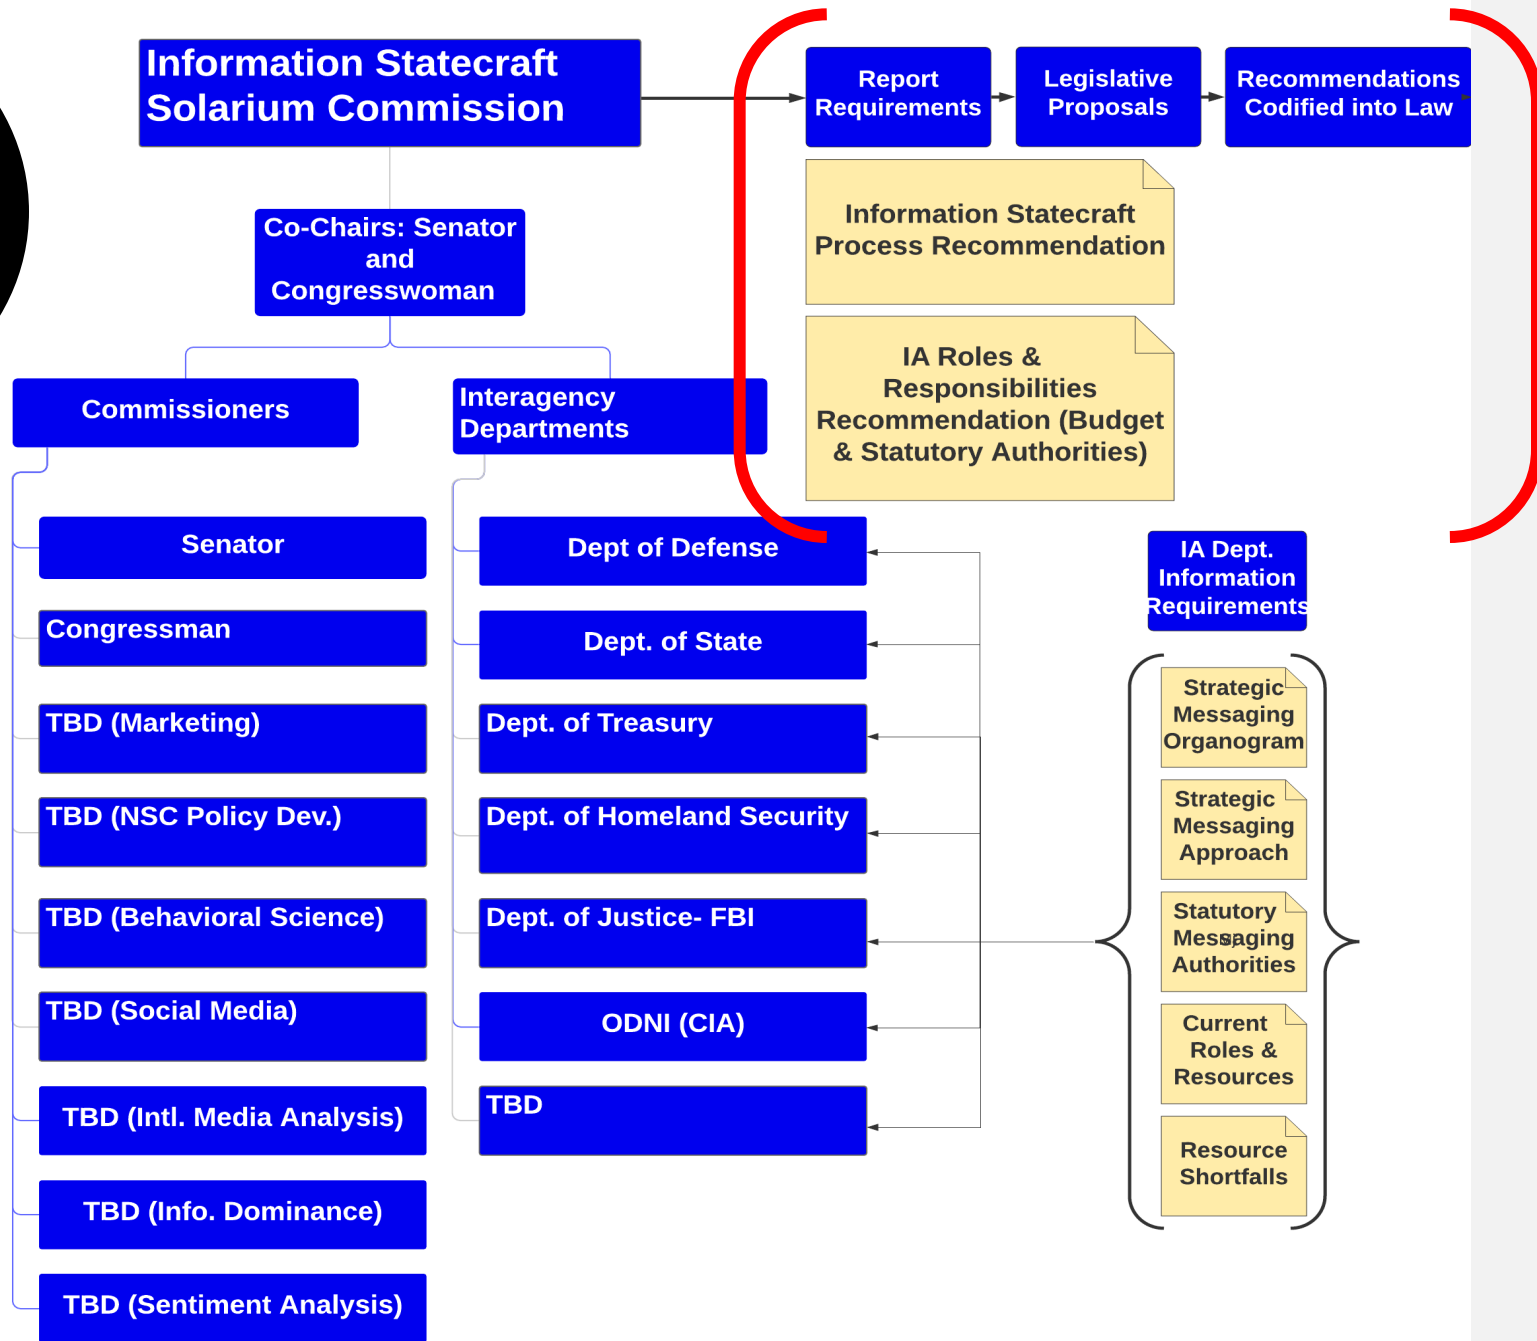 Information Statecraft
Solarium Commission
Report
Requirements
Legislative
Proposals
Recommendations
Codified into Law
Information Statecraft
Process Recommendation
Co-Chairs: Senator
and
Congresswoman
IA Roles &
Responsibilities
Recommendation (Budget
& Statutory Authorities)
Commissioners
Interagency
Departments
Senator
Congressman
TBD (Marketing)
TBD (NSC Policy Dev.)
TBD (Behavioral Science)
TBD (Social Media)
TBD (Intl. Media Analysis)
TBD (Info. Dominance)
TBD (Sentiment Analysis)
Dept of Defense
Dept. of State
Dept. of Treasury
Dept. of Homeland Security
Dept. of Justice- FBI
ODNI (CIA)
TBD
IA Dept.
Information
Requirements
Strategic
Messaging
Organogram
Strategic
Messaging
Approach
Statutory
Messaging
Authorities
Current
Roles &
Resources
Resource
Shortfalls